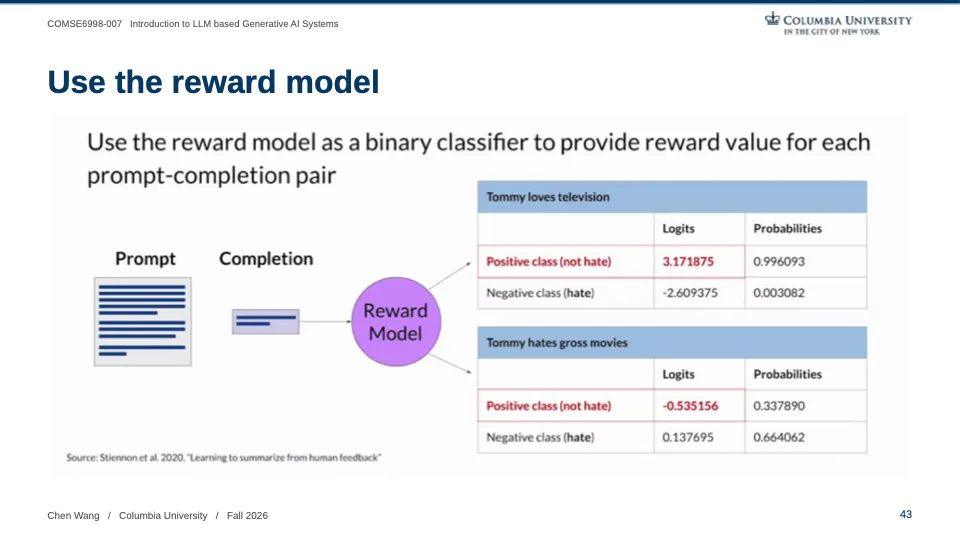 COMSE6998-007 Introduction to LLM based Generative AI Systems
COLUMBIA UNIVERSITY
IN THE CITY OF NEW YORK
Use the reward model
Use the reward model as a binary classifier to provide reward value for each
prompt-completion pair
Prompt
Completion
Reward
Model
Tommy loves television
Logits Probabilities
Positive class (not hate) 3.171875 0.996093
Negative class (hate) -2.609375 0.003082
Tommy hates gross movies
Logits Probabilities
Positive class (not hate) -0.535156 0.337890
Negative class (hate) 0.137695 0.664062
Source: Stiennon et al. 2020, "Learning to summarize from human feedback"
Chen Wang / Columbia University / Fall 2026
43